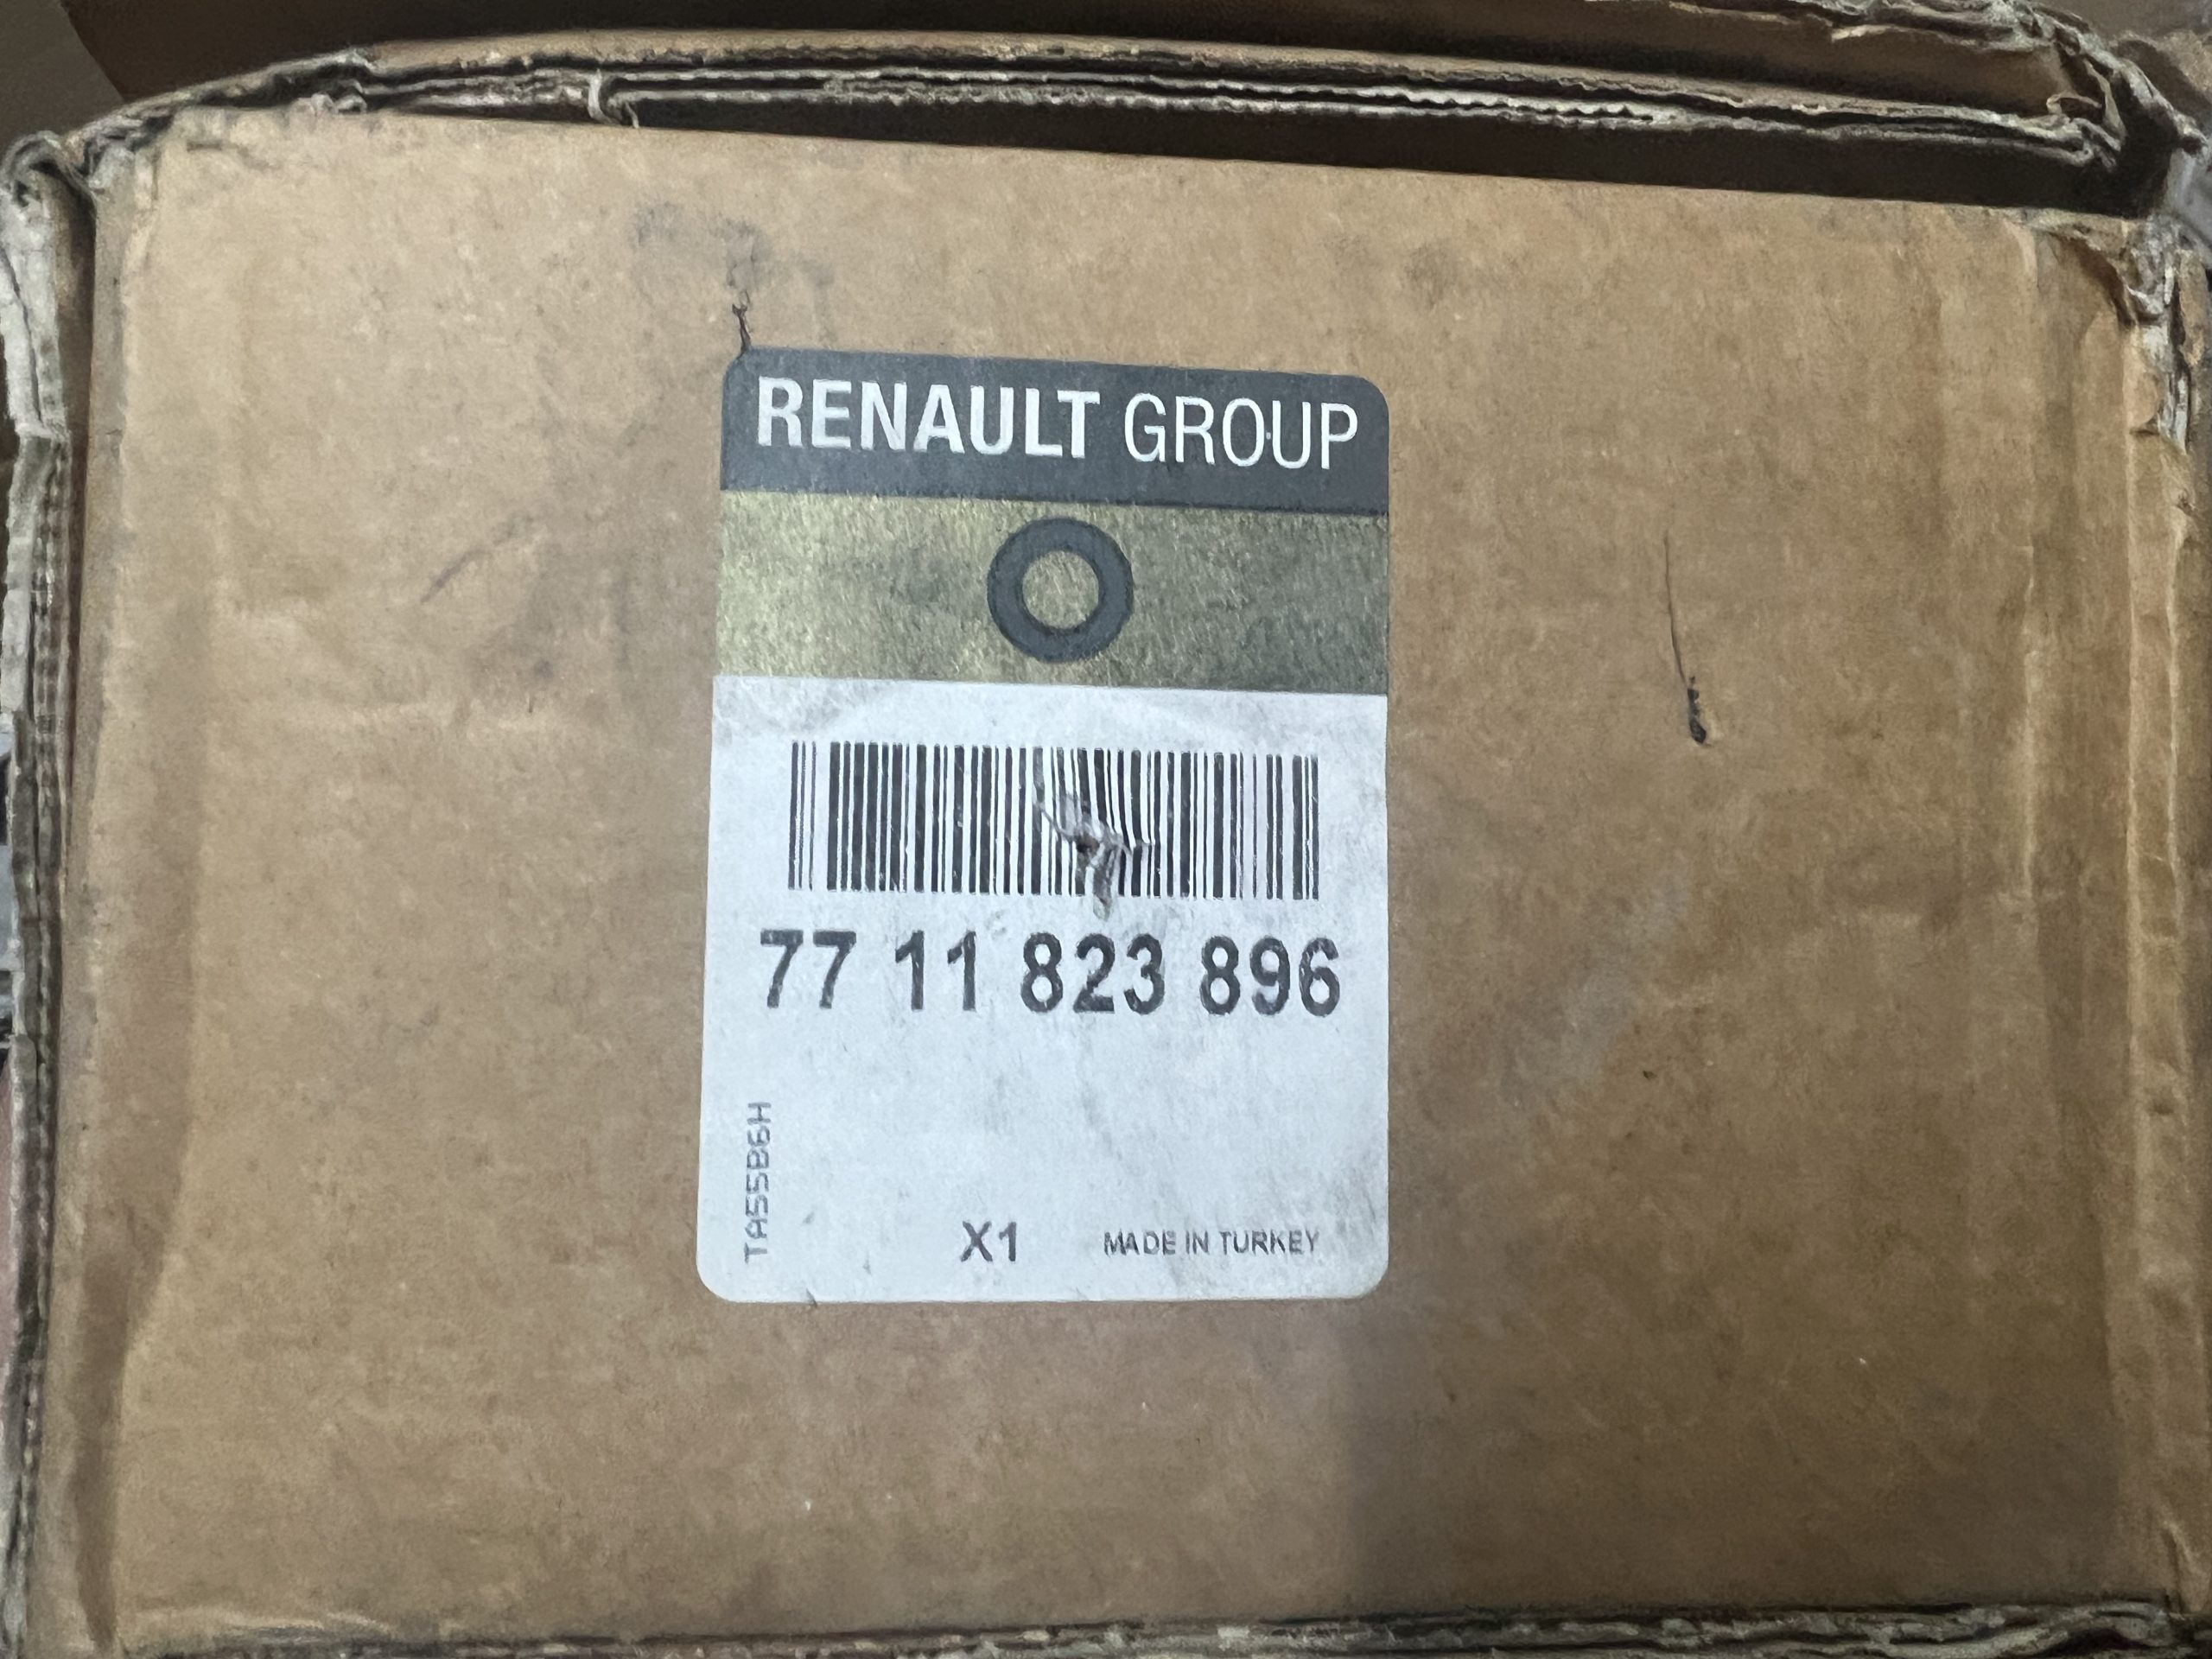 RENAULT GROUP
77 11 823 896
TA55B6H
X1 MADE IN TURKEY